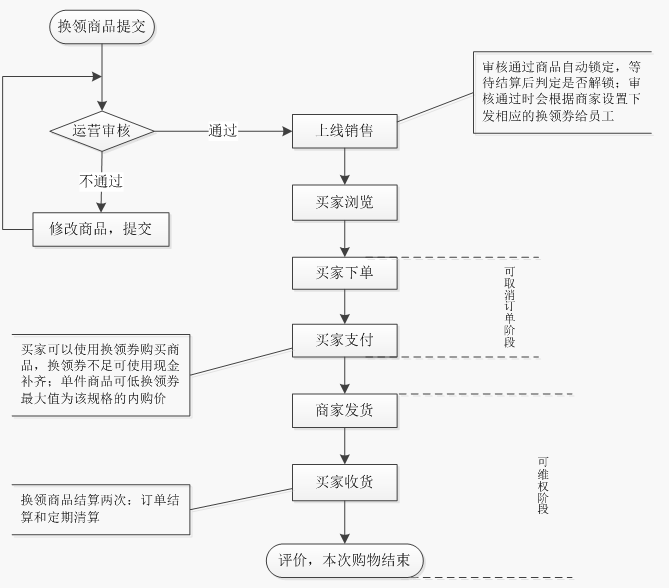 换领商品提交
运营审核
通过
不通过
修改商品，提交
上线销售
审核通过商品自动锁定，等
待结算后判定是否解锁；审
核通过时会根据商家设置下
发相应的换领券给员工
买家浏览
买家下单
可取消订单阶段
买家支付
买家可以使用换领券购买商
品，换领券不足可使用现金
补齐；单件商品可低换领券
最大值为该规格的内购价
商家发货
买家收货
可维权阶段
换领商品结算两次：订单结
算和定期清算
评价，本次购物结束